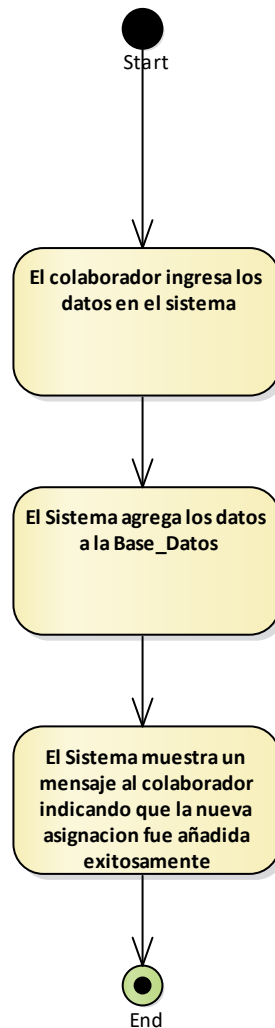 Start
El colaborador ingresa los
datos en el sistema
El Sistema agrega los datos
a la Base_Datos
El Sistema muestra un
mensaje al colaborador
indicando que la nueva
asignacion fue añadida
exitosamente
End